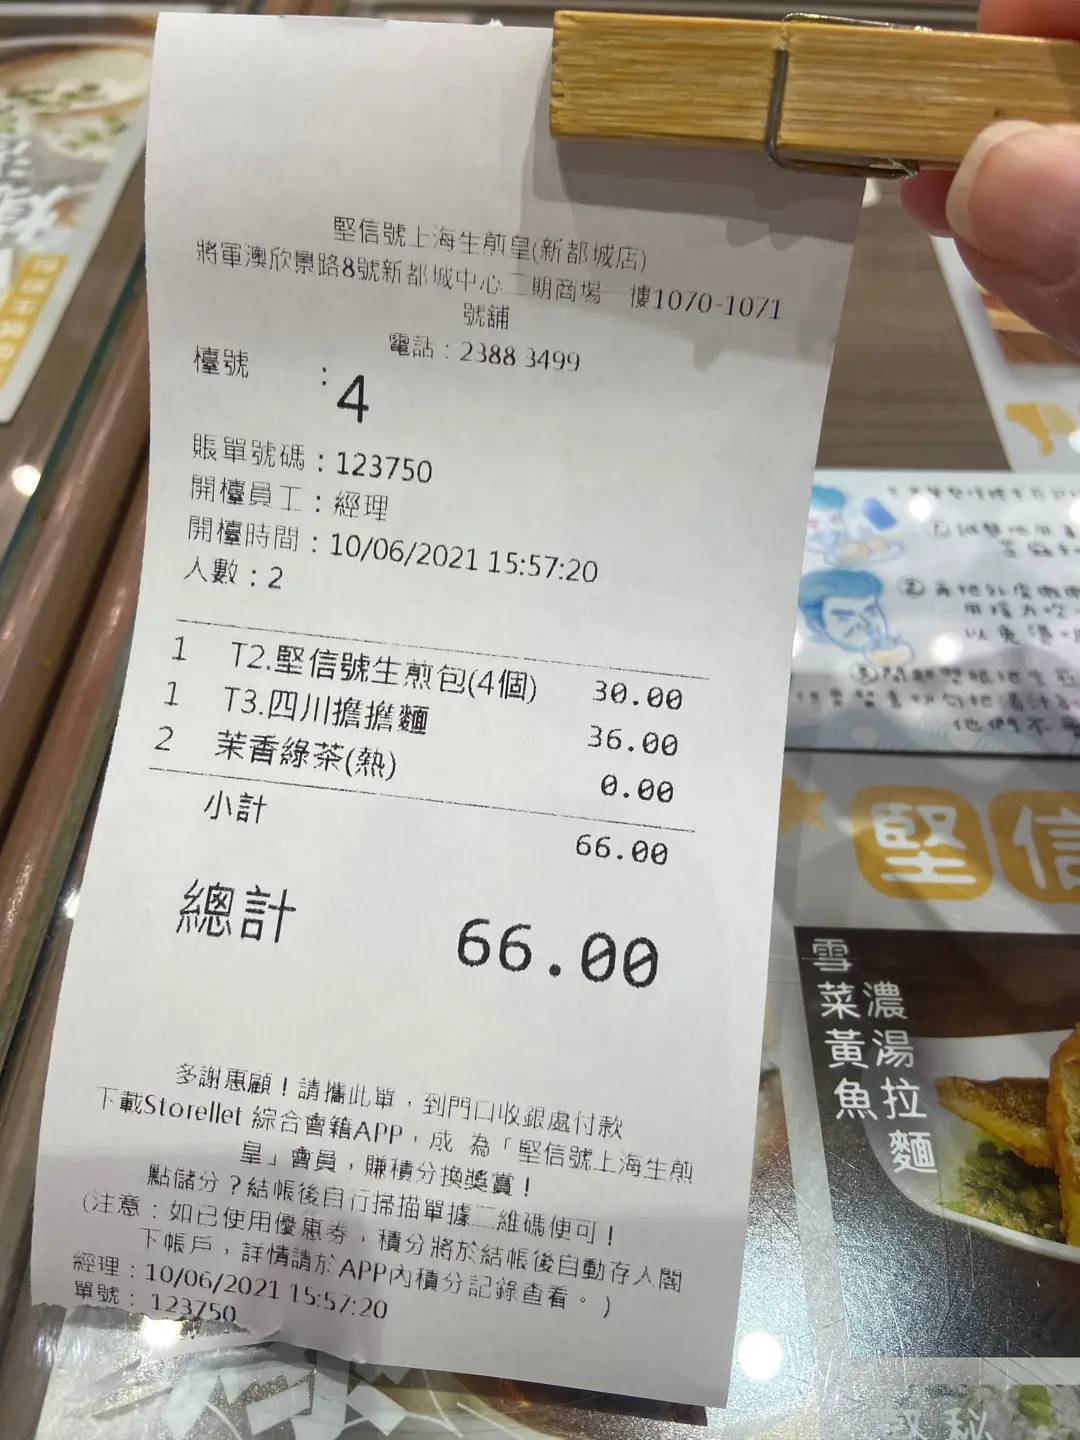 堅信號上海生煎皇(新都城店)
將軍澳欣景路8號新都城中心二期商場一樓1070-1071
號舖
電話：2388 3499
檯號 : 4
賬單號碼：123750
開檯員工：經理
開檯時間：10/06/2021 15:57:20
人數：2
1 T2.堅信號生煎包(4個) 30.00
1 T3.四川擔擔麵 36.00
2 茉香綠茶(熱) 0.00
小計 66.00
總計 66.00
多謝惠顧！請攜此單，到門口收銀處付款
下載Storellet 綜合會籍APP，成 為「堅信號上海生煎
皇」會員，賺積分換獎賞！
點儲分？結帳後自行掃描單據二維碼便可！
(注意：如已使用優惠券，積分將於結帳後自動存入閣
下帳戶，詳情請於APP內積分記錄查看。)
經理：10/06/2021 15:57:20
單號： 123750
堅信
雪菜黃魚
濃湯拉麵